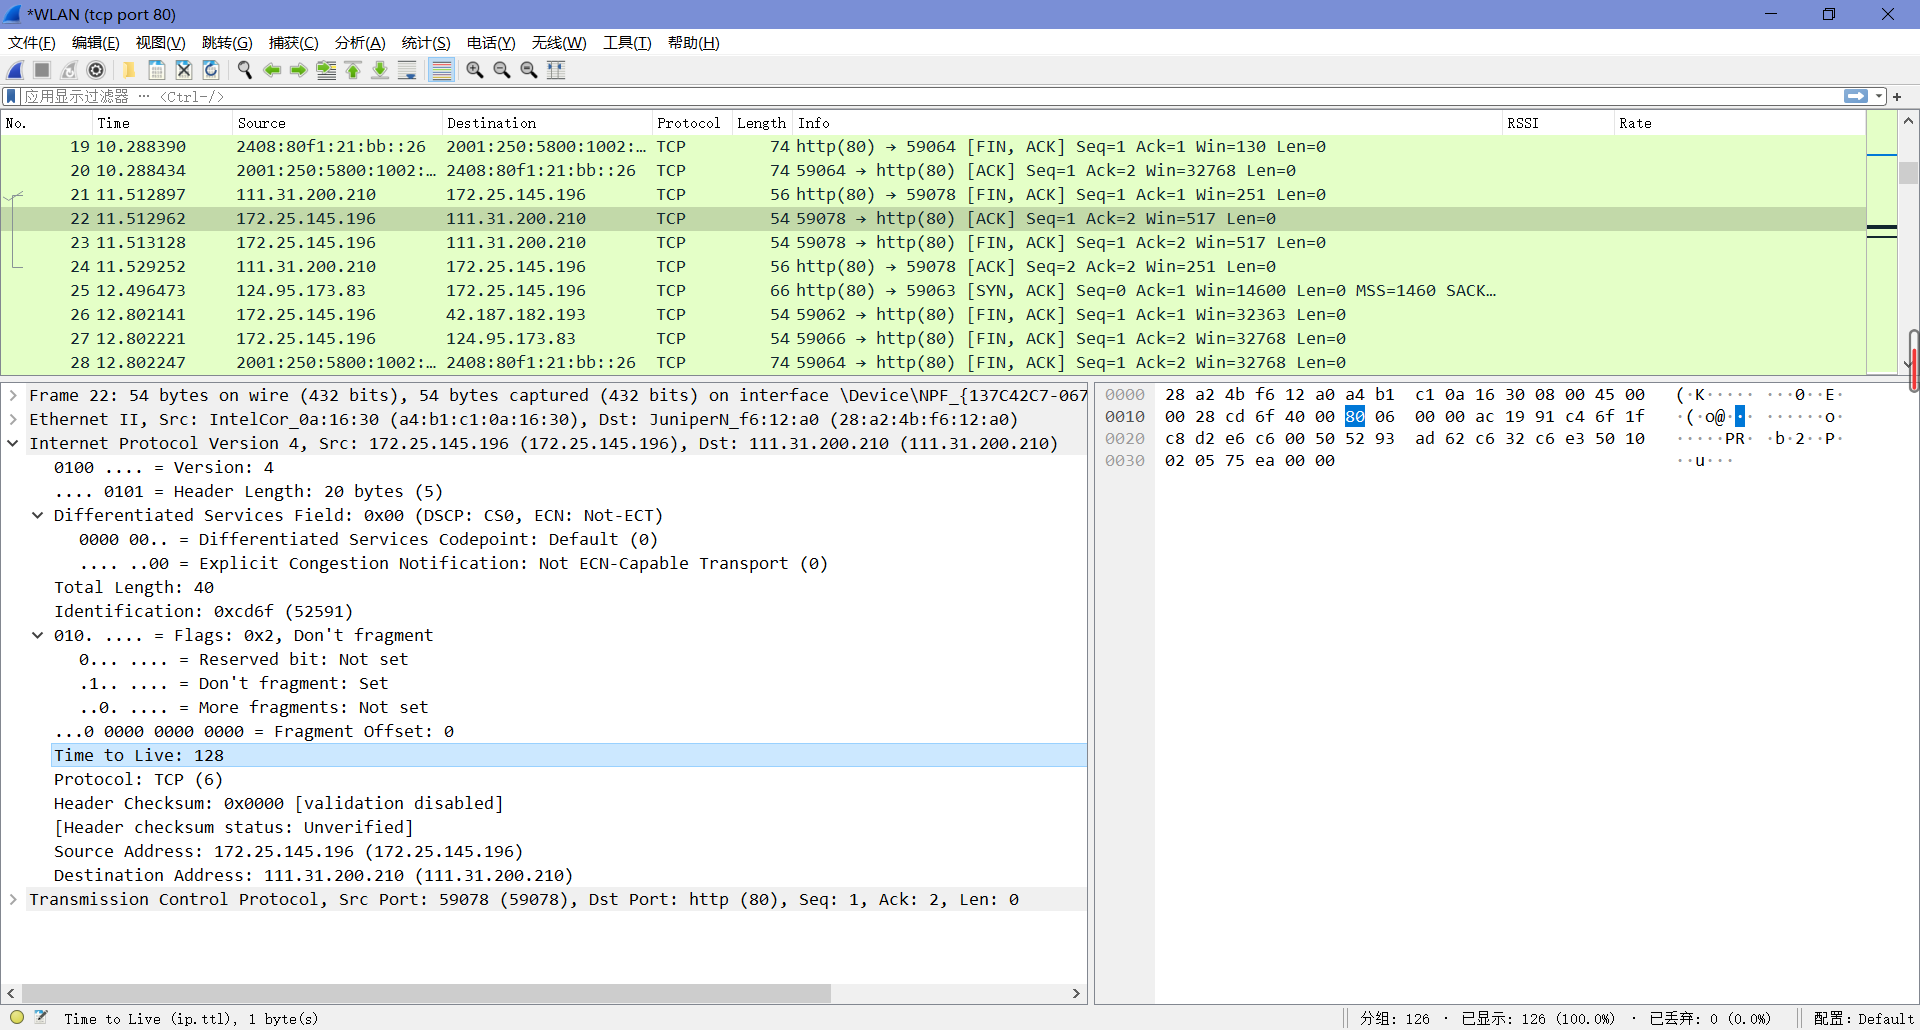 *WLAN (tcp port 80)
文件(F) 编辑(E) 视图(V) 跳转(G) 捕获(C) 分析(A) 统计(S) 电话(Y) 无线(W) 工具(T) 帮助(H)
应用显示过滤器 … <Ctrl-/>
No. Time Source Destination Protocol Length Info RSSI Rate
19 10.288390 2408:80f1:21:bb::26 2001:250:5800:1002:… TCP 74 http(80) → 59064 [FIN, ACK] Seq=1 Ack=1 Win=130 Len=0
20 10.288434 2001:250:5800:1002:… 2408:80f1:21:bb::26 TCP 74 59064 → http(80) [ACK] Seq=1 Ack=2 Win=32768 Len=0
21 11.512897 111.31.200.210 172.25.145.196 TCP 56 http(80) → 59078 [FIN, ACK] Seq=1 Ack=1 Win=251 Len=0
22 11.512962 172.25.145.196 111.31.200.210 TCP 54 59078 → http(80) [ACK] Seq=1 Ack=2 Win=517 Len=0
23 11.513128 172.25.145.196 111.31.200.210 TCP 54 59078 → http(80) [FIN, ACK] Seq=1 Ack=2 Win=517 Len=0
24 11.529252 111.31.200.210 172.25.145.196 TCP 56 http(80) → 59078 [ACK] Seq=2 Ack=2 Win=251 Len=0
25 12.496473 124.95.173.83 172.25.145.196 TCP 66 http(80) → 59063 [SYN, ACK] Seq=0 Ack=1 Win=14600 Len=0 MSS=1460 SACK…
26 12.802141 172.25.145.196 42.187.182.193 TCP 54 59062 → http(80) [FIN, ACK] Seq=1 Ack=1 Win=32363 Len=0
27 12.802221 172.25.145.196 124.95.173.83 TCP 54 59066 → http(80) [FIN, ACK] Seq=1 Ack=2 Win=32768 Len=0
28 12.802247 2001:250:5800:1002:… 2408:80f1:21:bb::26 TCP 74 59064 → http(80) [FIN, ACK] Seq=1 Ack=2 Win=32768 Len=0
Frame 22: 54 bytes on wire (432 bits), 54 bytes captured (432 bits) on interface \Device\NPF_{137C42C7-067
Ethernet II, Src: IntelCor_0a:16:30 (a4:b1:c1:0a:16:30), Dst: JuniperN_f6:12:a0 (28:a2:4b:f6:12:a0)
Internet Protocol Version 4, Src: 172.25.145.196 (172.25.145.196), Dst: 111.31.200.210 (111.31.200.210)
0100 .... = Version: 4
.... 0101 = Header Length: 20 bytes (5)
Differentiated Services Field: 0x00 (DSCP: CS0, ECN: Not-ECT)
0000 00.. = Differentiated Services Codepoint: Default (0)
.... ..00 = Explicit Congestion Notification: Not ECN-Capable Transport (0)
Total Length: 40
Identification: 0xcd6f (52591)
010. .... = Flags: 0x2, Don't fragment
0... .... = Reserved bit: Not set
.1.. .... = Don't fragment: Set
..0. .... = More fragments: Not set
...0 0000 0000 0000 = Fragment Offset: 0
Time to Live: 128
Protocol: TCP (6)
Header Checksum: 0x0000 [validation disabled]
[Header checksum status: Unverified]
Source Address: 172.25.145.196 (172.25.145.196)
Destination Address: 111.31.200.210 (111.31.200.210)
Transmission Control Protocol, Src Port: 59078 (59078), Dst Port: http (80), Seq: 1, Ack: 2, Len: 0
0000 28 a2 4b f6 12 a0 a4 b1 c1 0a 16 30 08 00 45 00 (·K····· ···0··E·
0010 00 28 cd 6f 40 00 80 06 00 00 ac 19 91 c4 6f 1f ·(·o@··· ······o·
0020 c8 d2 e6 c6 00 50 52 93 ad 62 c6 32 c6 e3 50 10 ·····PR· ·b·2··P·
0030 02 05 75 ea 00 00 ··u···
Time to Live (ip.ttl), 1 byte(s)
分组: 126 · 已显示: 126 (100.0%) · 已丢弃: 0 (0.0%)
配置: Default